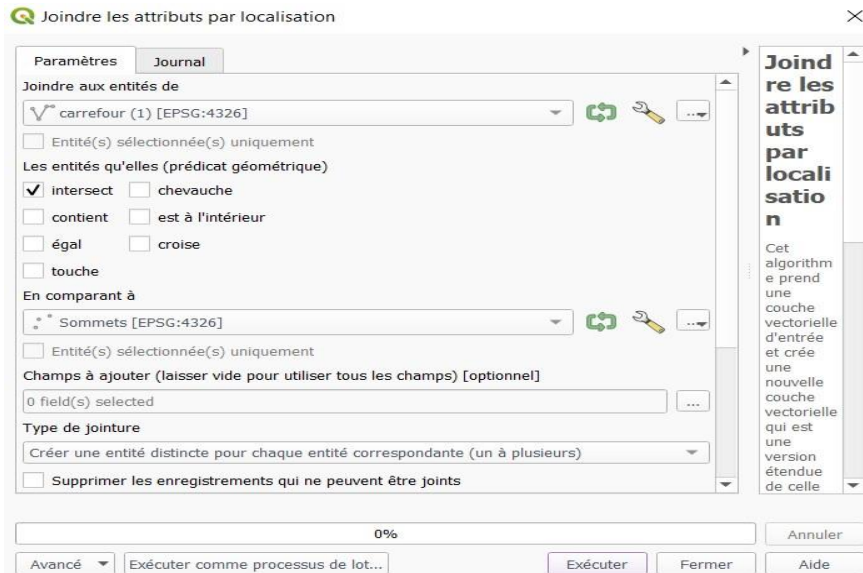 Joindre les attributs par localisation
Paramètres
Journal
Joindre aux entités de
carrefour (1) [EPSG:4326]
Entité(s) sélectionnée(s) uniquement
Les entités qu'elles (prédicat géométrique)
intersect
chevauche
contient
est à l'intérieur
égal
croise
touche
En comparant à
Sommets [EPSG:4326]
Entité(s) sélectionnée(s) uniquement
Champs à ajouter (laisser vide pour utiliser tous les champs) [optionnel]
0 field(s) selected
...
Type de jointure
Créer une entité distincte pour chaque entité correspondante (un à plusieurs)
Supprimer les enregistrements qui ne peuvent être joints
Joind
re les
attrib
uts
par
locali
satio
n
Cet
algorithm
e prend
une
couche
vectorielle
d'entrée
et crée
une
nouvelle
couche
vectorielle
qui est
une
version
étendue
de celle
0%
Annuler
Avancé
Exécuter comme processus de lot...
Exécuter
Fermer
Aide